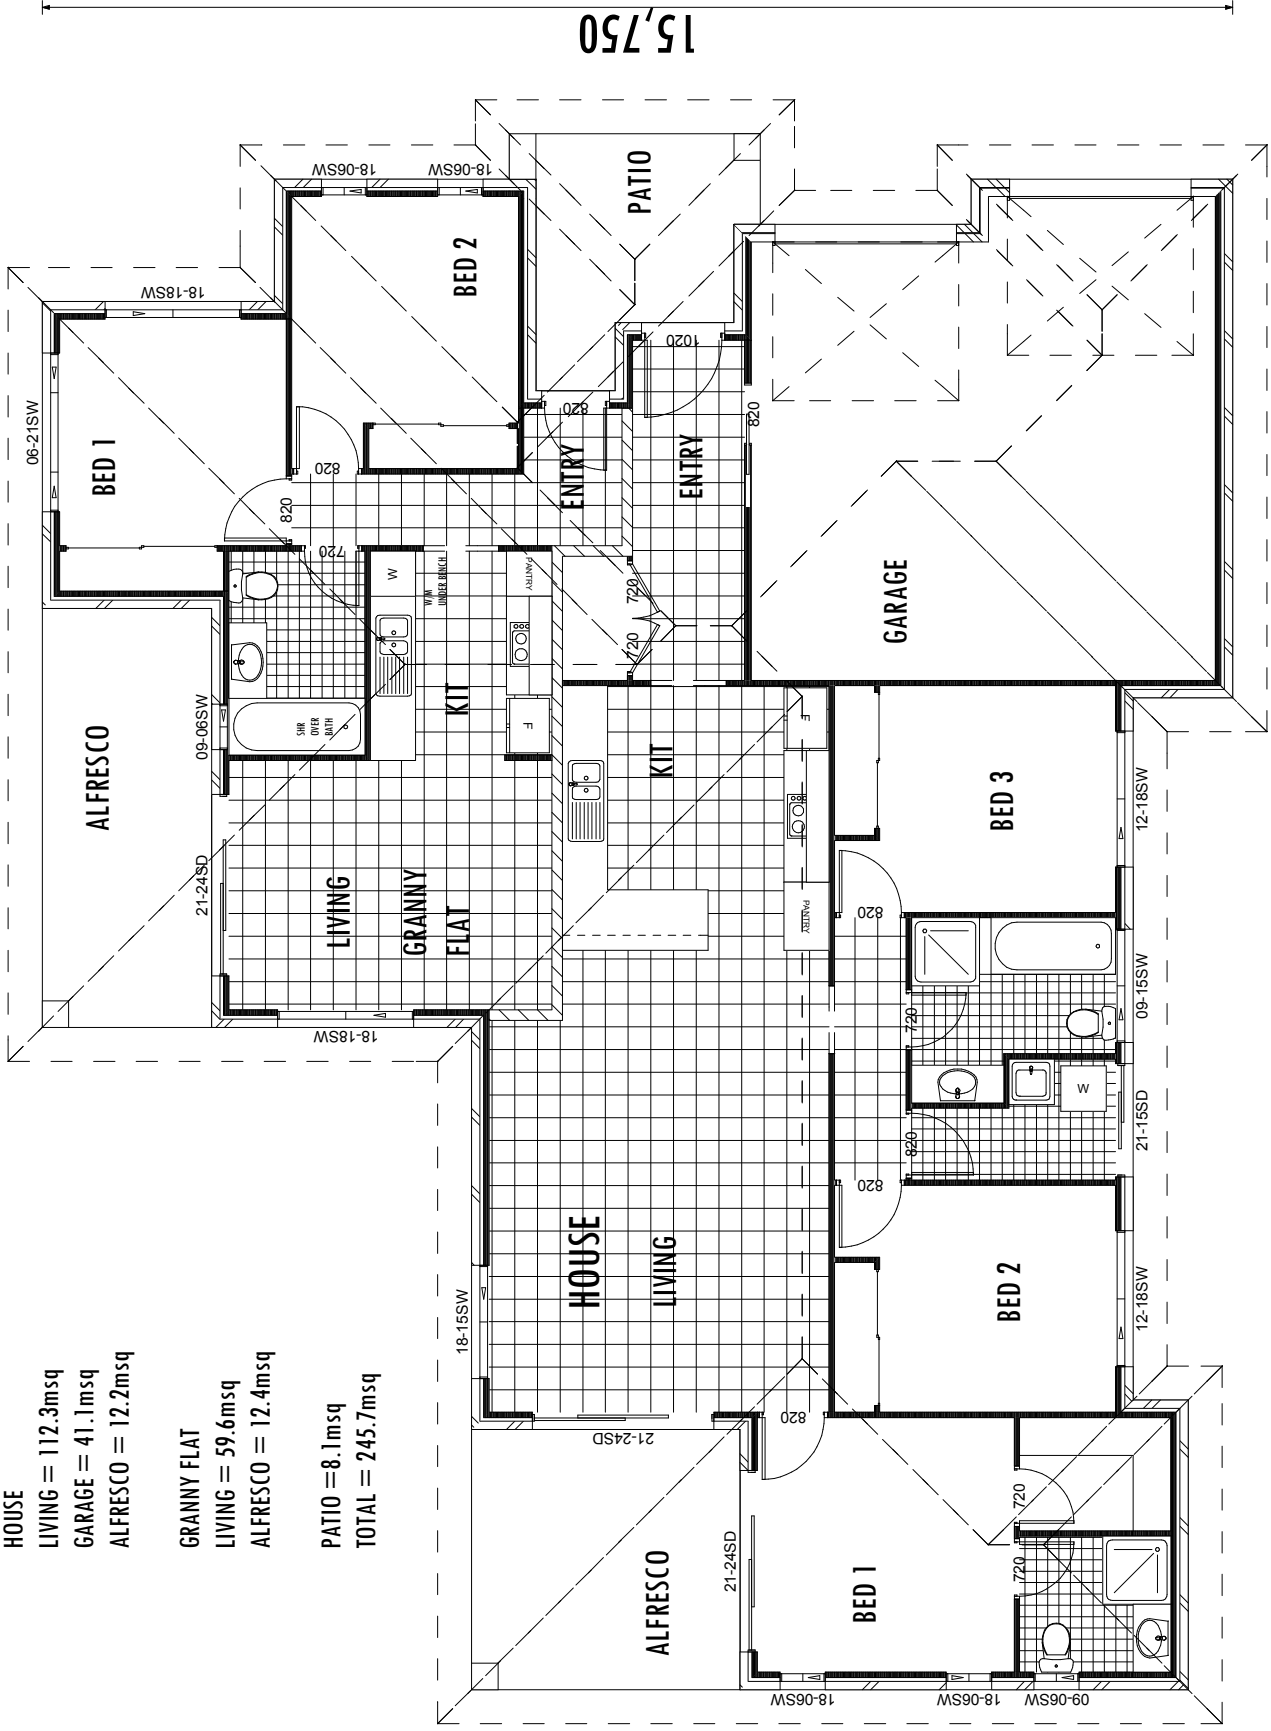 15,750
HOUSE
LIVING = 112.3msq
GARAGE = 41.1msq
ALFRESCO = 12.2msq
GRANNY FLAT
LIVING = 59.6msq
ALFRESCO = 12.4msq
PATIO =8.1msq
TOTAL = 245.7msq
18-06SW
18-06SW
PATIO
BED 2
18-18SW
06-21SW
BED 1
820
820
720
820
ENTRY
1020
ENTRY
820
GARAGE
W
W/M
UNDER BENCH
PANTRY
720
720
KIT
F
SHR
OVER
BATH
09-06SW
ALFRESCO
21-24SD
LIVING
GRANNY
FLAT
18-18SW
KIT
F
PANTRY
BED 3
12-18SW
820
09-15SW
720
W
21-15SD
820
820
HOUSE
LIVING
18-15SW
BED 2
12-18SW
21-24SD
820
21-24SD
ALFRESCO
BED 1
720
720
18-06SW
18-06SW
09-06SW